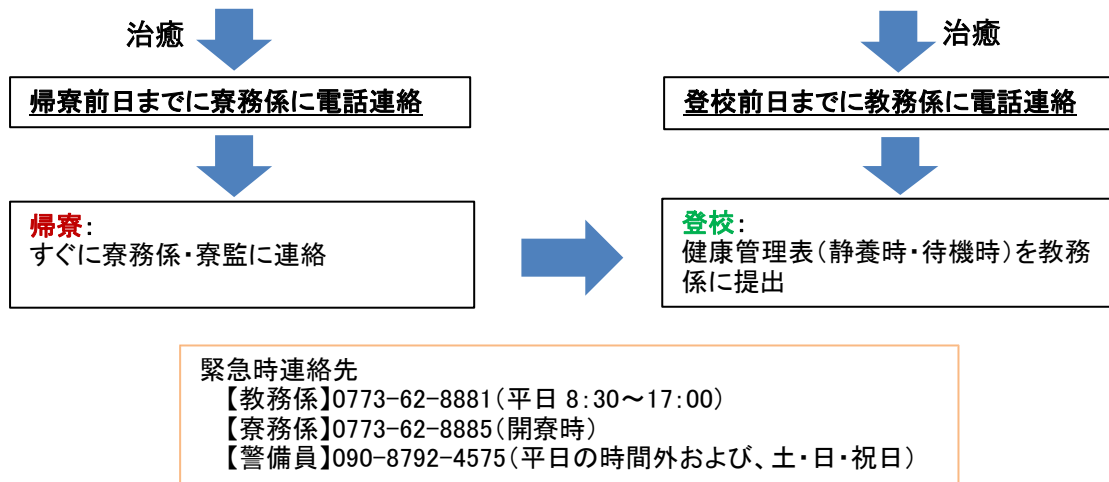 治癒
治癒
帰寮前日までに寮務係に電話連絡
登校前日までに教務係に電話連絡
帰寮:
すぐに寮務係・寮監に連絡
登校:
健康管理表(静養時・待機時)を教務
係に提出
緊急時連絡先
【教務係】0773-62-8881(平日 8:30~17:00)
【寮務係】0773-62-8885(開寮時)
【警備員】090-8792-4575(平日の時間外および、土・日・祝日)